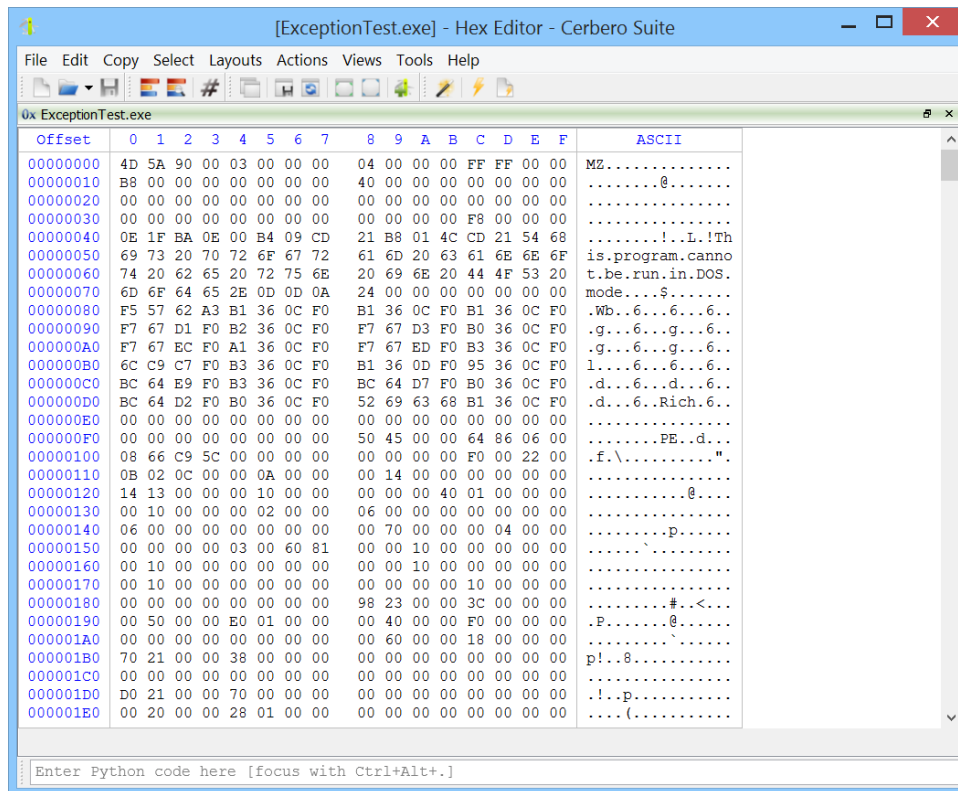 [ExceptionTest.exe] - Hex Editor - Cerbero Suite
File Edit Copy Select Layouts Actions Views Tools Help
#
0x ExceptionTest.exe
Offset 0 1 2 3 4 5 6 7 8 9 A B C D E F ASCII
00000000 4D 5A 90 00 03 00 00 00 04 00 00 00 FF FF 00 00 MZ..............
00000010 B8 00 00 00 00 00 00 00 40 00 00 00 00 00 00 00 ........@.......
00000020 00 00 00 00 00 00 00 00 00 00 00 00 00 00 00 00 ................
00000030 00 00 00 00 00 00 00 00 00 00 00 00 F8 00 00 00 ................
00000040 0E 1F BA 0E 00 B4 09 CD 21 B8 01 4C CD 21 54 68 ........!..L.!Th
00000050 69 73 20 70 72 6F 67 72 61 6D 20 63 61 6E 6E 6F is.program.canno
00000060 74 20 62 65 20 72 75 6E 20 69 6E 20 44 4F 53 20 t.be.run.in.DOS.
00000070 6D 6F 64 65 2E 0D 0D 0A 24 00 00 00 00 00 00 00 mode....$.......
00000080 F5 57 62 A3 B1 36 0C F0 B1 36 0C F0 B1 36 0C F0 .Wb..6...6...6..
00000090 F7 67 D1 F0 B2 36 0C F0 F7 67 D3 F0 B0 36 0C F0 .g...6...g...6..
000000A0 F7 67 EC F0 A1 36 0C F0 F7 67 ED F0 B3 36 0C F0 .g...6...g...6..
000000B0 6C C9 C7 F0 B3 36 0C F0 B1 36 0D F0 95 36 0C F0 l....6...6...6..
000000C0 BC 64 E9 F0 B3 36 0C F0 BC 64 D7 F0 B0 36 0C F0 .d...6...d...6..
000000D0 BC 64 D2 F0 B0 36 0C F0 52 69 63 68 B1 36 0C F0 .d...6..Rich.6..
000000E0 00 00 00 00 00 00 00 00 00 00 00 00 00 00 00 00 ................
000000F0 00 00 00 00 00 00 00 00 50 45 00 00 64 86 06 00 ........PE..d...
00000100 08 66 C9 5C 00 00 00 00 00 00 00 00 F0 00 22 00 .f.\..........".
00000110 0B 02 0C 00 00 0A 00 00 00 14 00 00 00 00 00 00 ................
00000120 14 13 00 00 00 10 00 00 00 00 00 40 01 00 00 00 ...........@....
00000130 00 10 00 00 00 02 00 00 06 00 00 00 00 00 00 00 ................
00000140 06 00 00 00 00 00 00 00 00 70 00 00 00 04 00 00 .........p......
00000150 00 00 00 00 03 00 60 81 00 00 10 00 00 00 00 00 ......`.........
00000160 00 10 00 00 00 00 00 00 00 00 10 00 00 00 00 00 ................
00000170 00 10 00 00 00 00 00 00 00 00 00 00 10 00 00 00 ................
00000180 00 00 00 00 00 00 00 00 98 23 00 00 3C 00 00 00 .........#..<...
00000190 00 50 00 00 E0 01 00 00 00 40 00 00 F0 00 00 00 .P.......@......
000001A0 00 00 00 00 00 00 00 00 00 60 00 00 18 00 00 00 .........`......
000001B0 70 21 00 00 38 00 00 00 00 00 00 00 00 00 00 00 p!..8...........
000001C0 00 00 00 00 00 00 00 00 00 00 00 00 00 00 00 00 ................
000001D0 D0 21 00 00 70 00 00 00 00 00 00 00 00 00 00 00 .!..p...........
000001E0 00 20 00 00 28 01 00 00 00 00 00 00 00 00 00 00 ....(...........
Enter Python code here [focus with Ctrl+Alt+.]